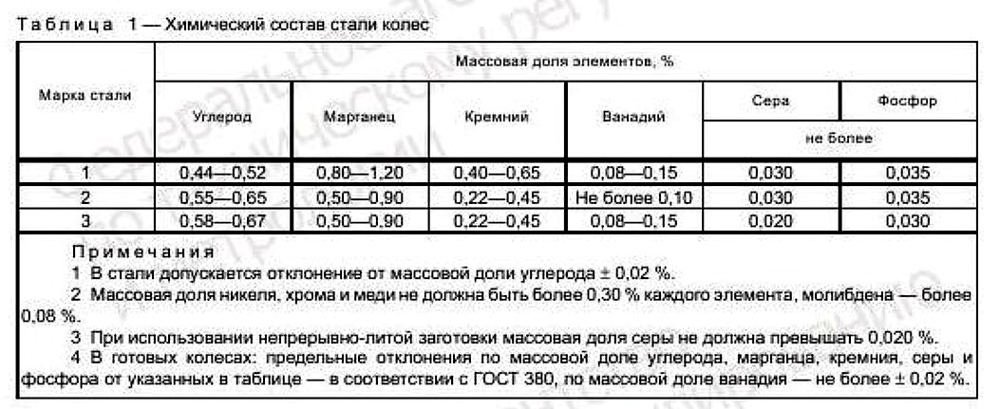 Таблица 1 — Химический состав стали колес
Марка стали
Массовая доля элементов, %
Углерод Марганец Кремний Ванадий Сера Фосфор
не более
1 0,44—0,52 0,80—1,20 0,40—0,65 0,08—0,15 0,030 0,035
2 0,55—0,65 0,50—0,90 0,22—0,45 Не более 0,10 0,030 0,035
3 0,58—0,67 0,50—0,90 0,22—0,45 0,08—0,15 0,020 0,030
Примечания
1 В стали допускается отклонение от массовой доли углерода ± 0,02 %.
2 Массовая доля никеля, хрома и меди не должна быть более 0,30 % каждого элемента, молибдена — более
0,08 %.
3 При использовании непрерывно-литой заготовки массовая доля серы не должна превышать 0,020 %.
4 В готовых колесах: предельные отклонения по массовой доле углерода, марганца, кремния, серы и
фосфора от указанных в таблице — в соответствии с ГОСТ 380, по массовой доле ванадия — не более ± 0,02 %.